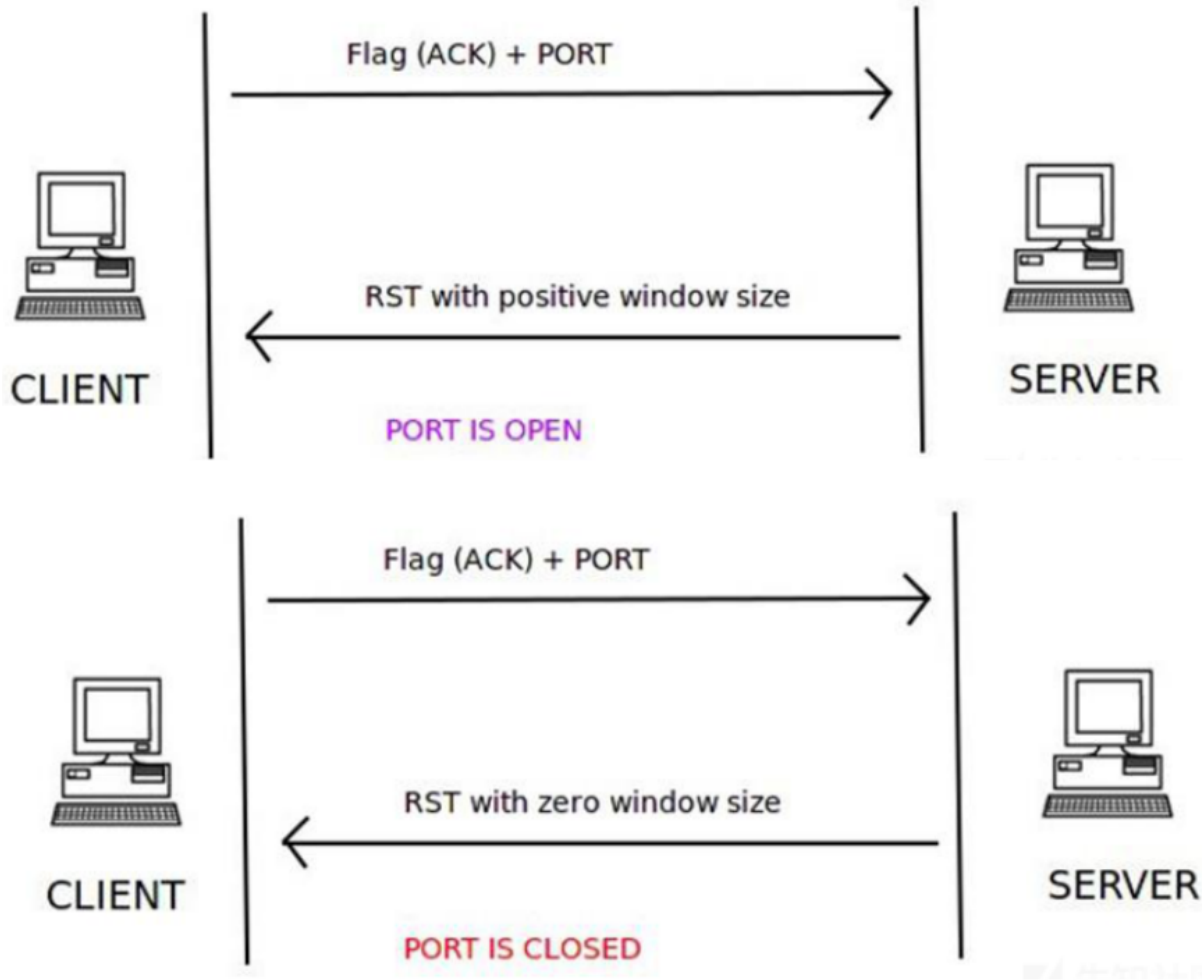 Flag (ACK) + PORT
RST with positive window size
CLIENT
SERVER
PORT IS OPEN
Flag (ACK) + PORT
RST with zero window size
CLIENT
SERVER
PORT IS CLOSED